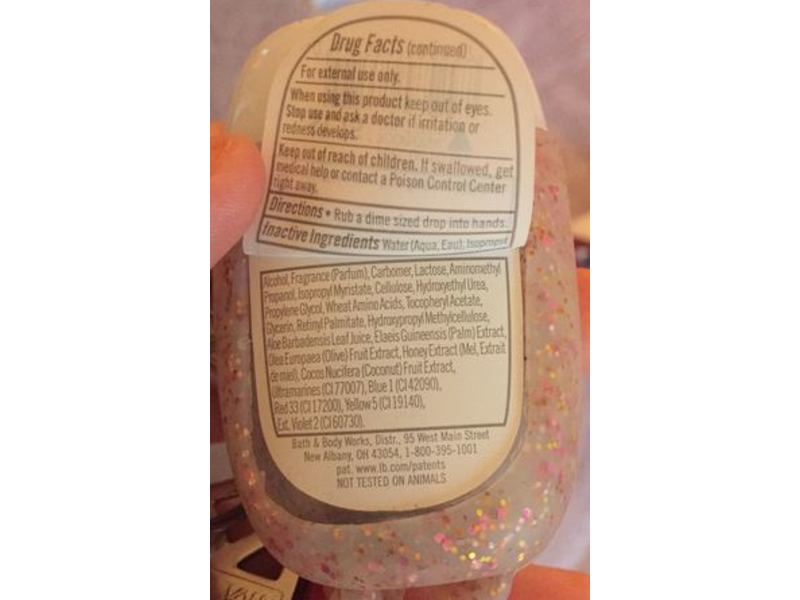 Drug Facts (continued)
For external use only.
When using this product keep out of eyes.
Stop use and ask a doctor if irritation or
redness develops.
Keep out of reach of children. If swallowed, get
medical help or contact a Poison Control Center
right away.
Directions • Rub a dime sized drop into hands.
Inactive Ingredients Water (Aqua, Eau), Isopropyl
Alcohol, Fragrance (Parfum), Carbomer, Lactose, Aminomethyl
Propanol, Isopropyl Myristate, Cellulose, Hydroxyethyl Urea,
Propylene Glycol, Wheat Amino Acids, Tocopheryl Acetate,
Glycerin, Retinyl Palmitate, Hydroxypropyl Methylcellulose,
Aloe Barbadensis Leaf Juice, Elaeis Guineensis (Palm) Extract,
Olea Europaea (Olive) Fruit Extract, Honey Extract (Mel, Extrait
de miel), Cocos Nucifera (Coconut) Fruit Extract,
Ultramarines (CI 77007), Blue 1 (CI 42090),
Red 33 (CI 17200), Yellow 5 (CI 19140),
Ext. Violet 2 (CI 60730).
Bath & Body Works, Distr., 95 West Main Street
New Albany, OH 43054, 1-800-395-1001
pat. www.lb.com/patents
NOT TESTED ON ANIMALS